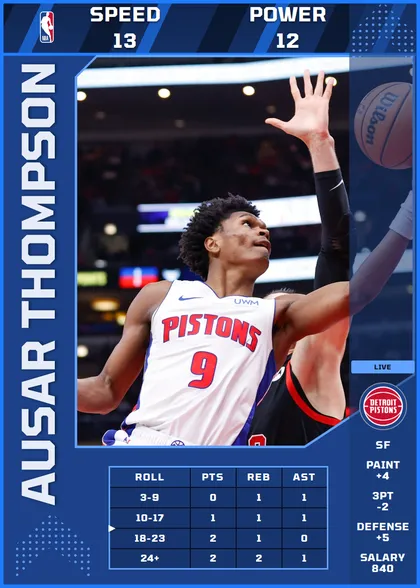 SPEED POWER
13 12
NBA
AUSAR THOMPSON
Wilson
UWM
PISTONS
9
LIVE
DETROIT
PISTONS
SF
PAINT
+4
3PT
-2
DEFENSE
+5
SALARY
840
ROLL PTS REB AST
3-9 0 1 1
10-17 1 1 1
18-23 2 1 0
24+ 2 2 1